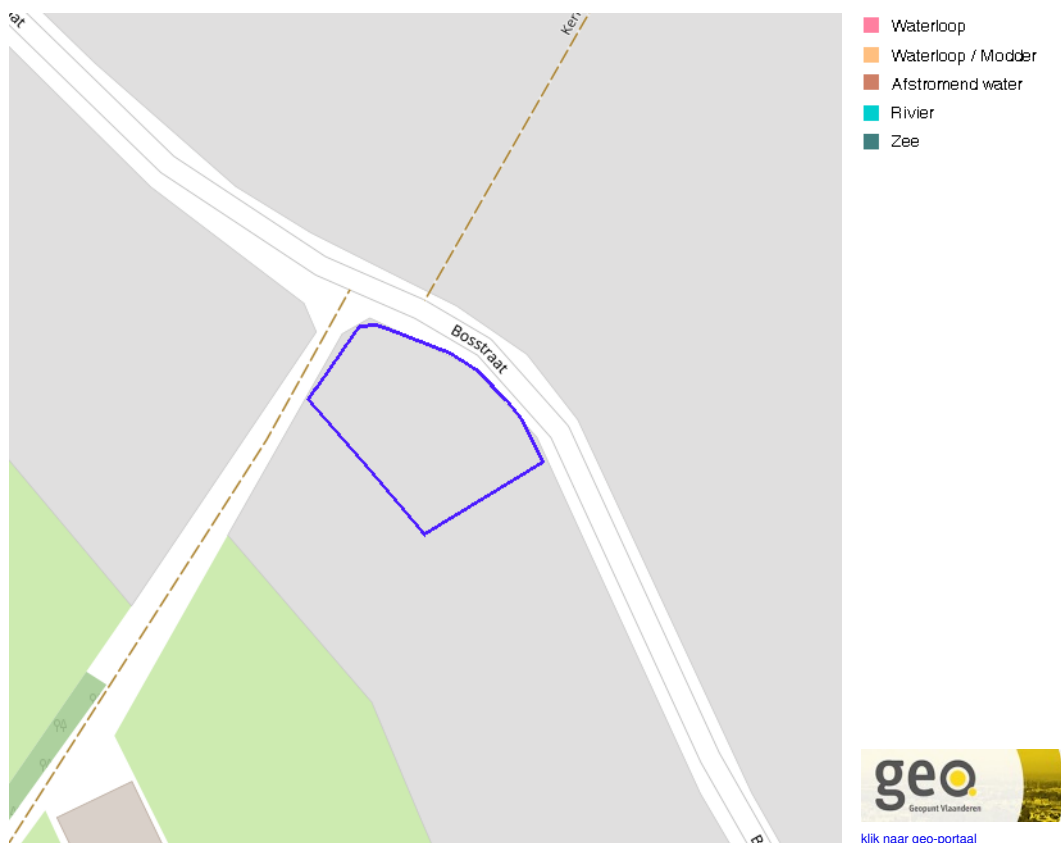 Bosstraat
Waterloop
Waterloop / Modder
Afstromend water
Rivier
Zee
geo.
Geopunt Vlaanderen
klik naar geo-portaal